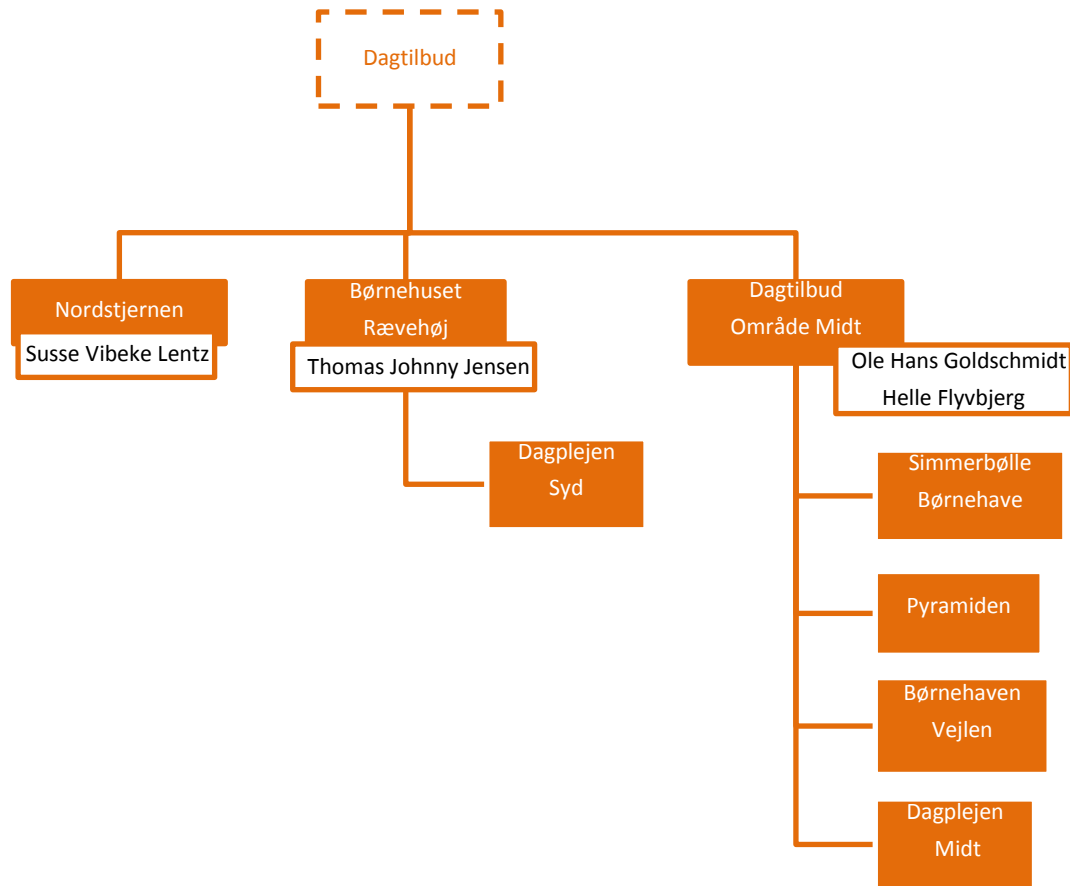 Dagtilbud
Nordstjernen
Susse Vibeke Lentz
Børnehuset
Rævehøj
Thomas Johnny Jensen
Dagplejen
Syd
Dagtilbud
Område Midt
Ole Hans Goldschmidt
Helle Flyvbjerg
Simmerbølle
Børnehave
Pyramiden
Børnehaven
Vejlen
Dagplejen
Midt